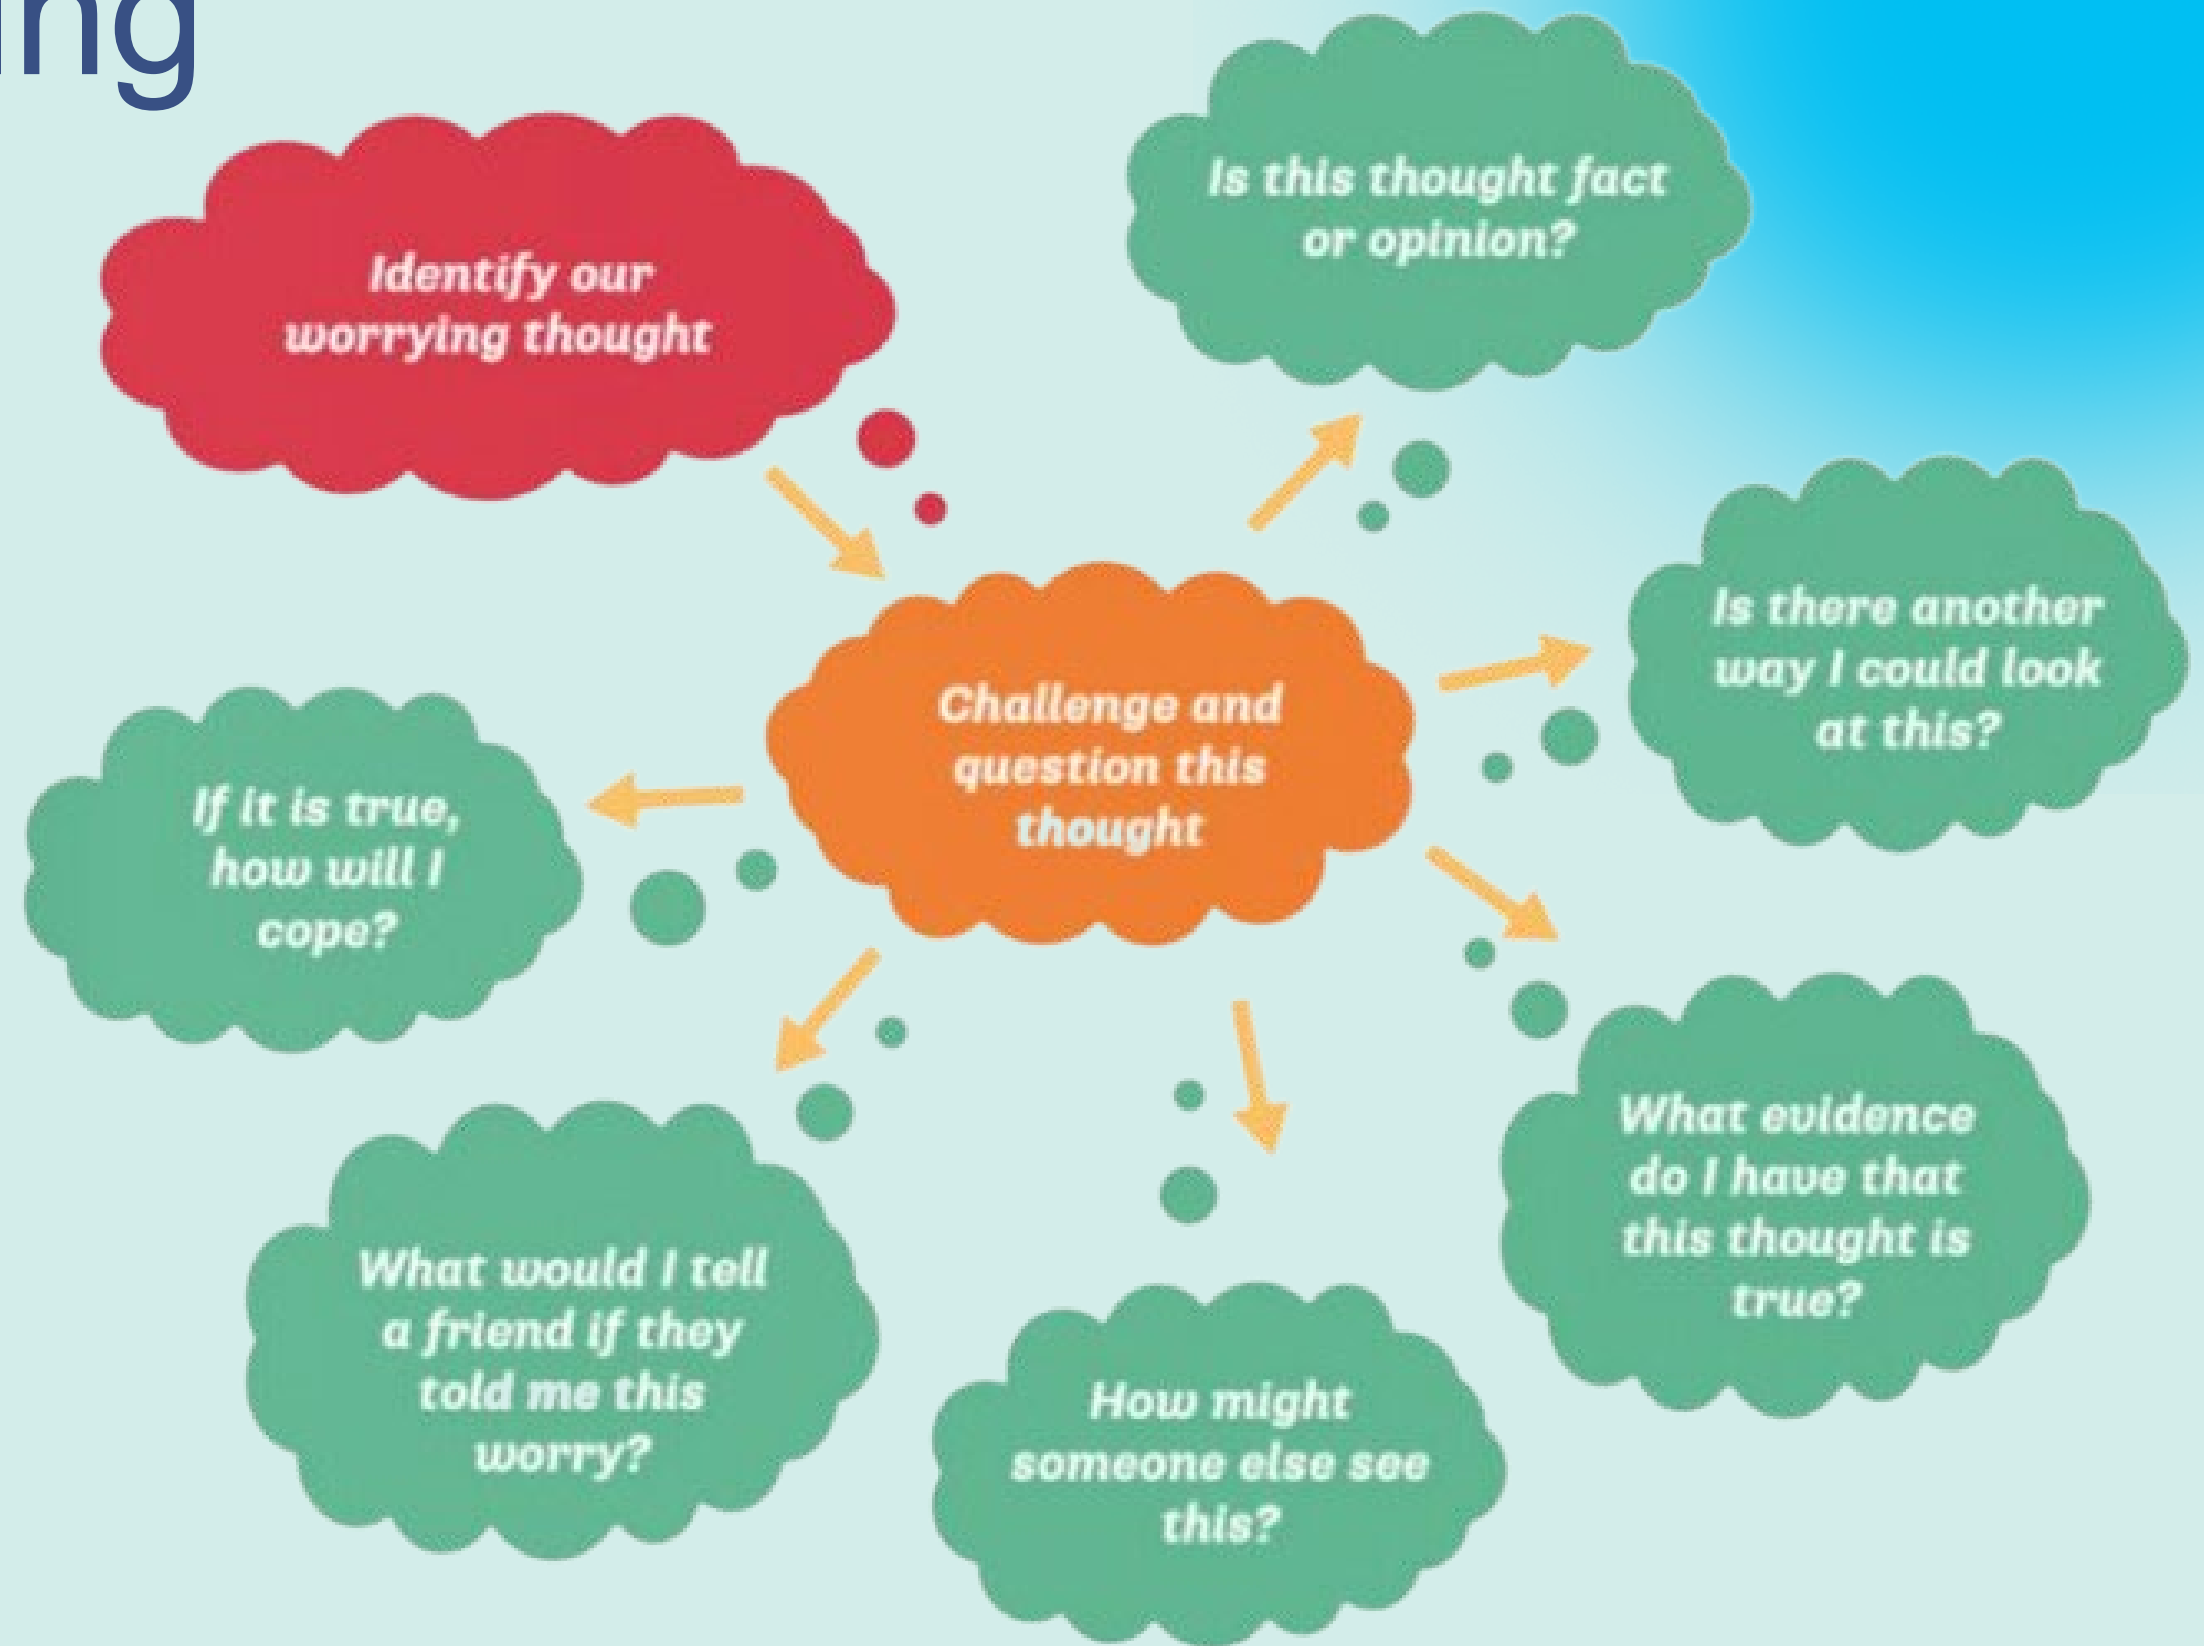 ing
Identify our
worrying thought
Is this thought fact
or opinion?
Is there another
way I could look
at this?
Challenge and
question this
thought
If it is true,
how will I
cope?
What evidence
do I have that
this thought is
true?
What would I tell
a friend if they
told me this
worry?
How might
someone else see
this?